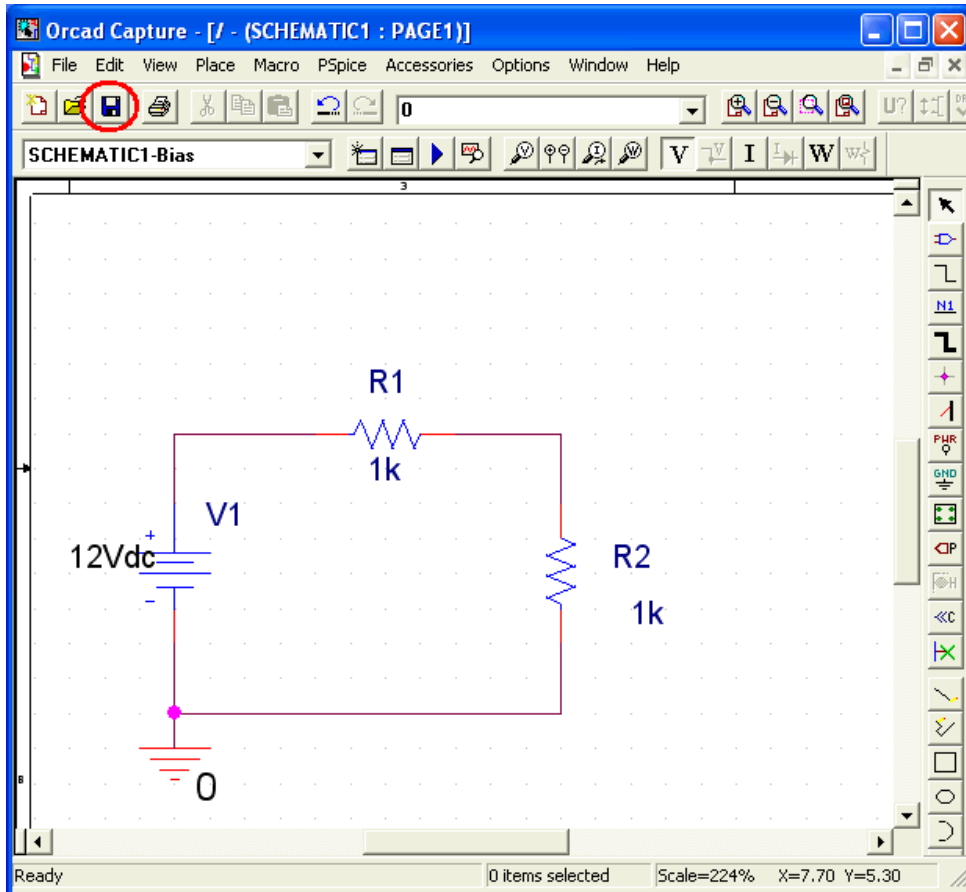 Orcad Capture - [/ - (SCHEMATIC1 : PAGE1)]
File Edit View Place Macro PSpice Accessories Options Window Help
0 U?
SCHEMATIC1-Bias V I W
3
N1
R1
PWR
1k
GND
V1
+
12Vdc
R2
P
-
H
1k
C
0
B
Ready 0 items selected Scale=224% X=7.70 Y=5.30